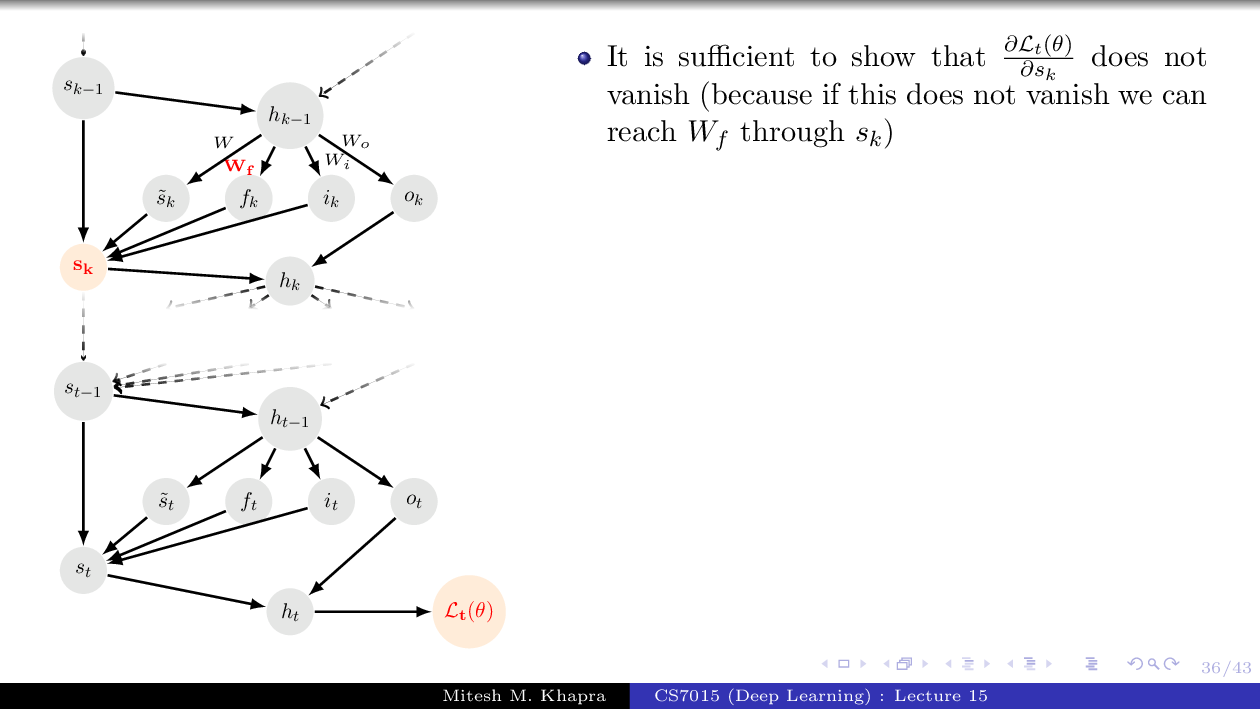 s_{k-1}
h_{k-1}
W
W_o
W_f
W_i
s̃_k
f_k
i_k
o_k
s_k
h_k
s_{t-1}
h_{t-1}
s̃_t
f_t
i_t
o_t
s_t
h_t
ℒ_t(θ)
It is sufficient to show that ∂ℒ_t(θ)/∂s_k does not
vanish (because if this does not vanish we can
reach W_f through s_k)
36/43
Mitesh M. Khapra
CS7015 (Deep Learning) : Lecture 15